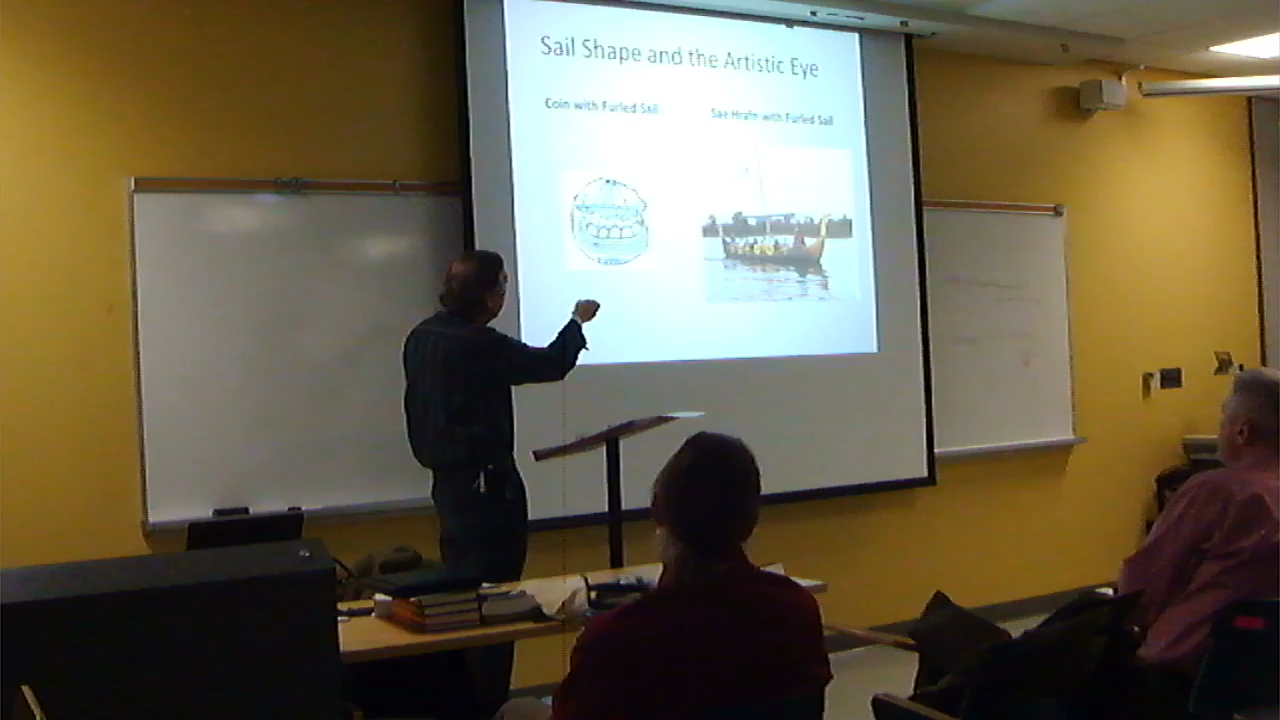 Sail Shape and the Artistic Eye
Coin with Furled Sail
Sae Hrafn with Furled Sail